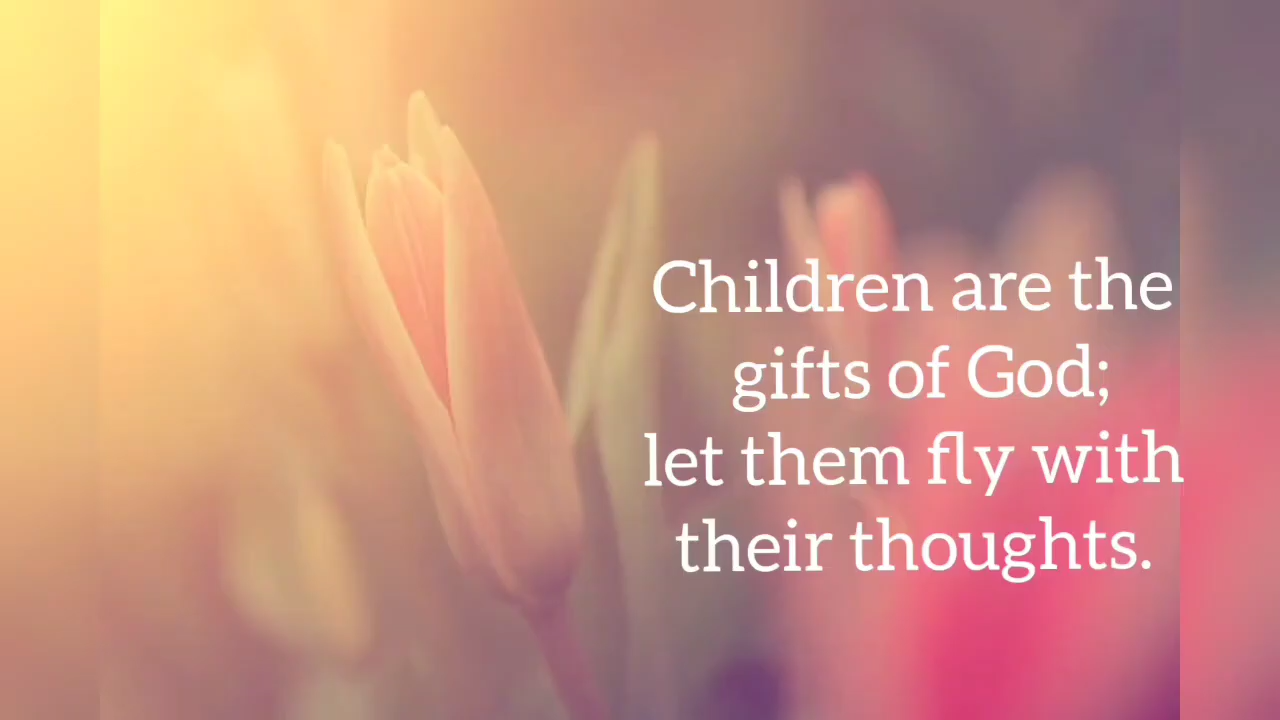 Children are the
gifts of God;
let them fly with
their thoughts.